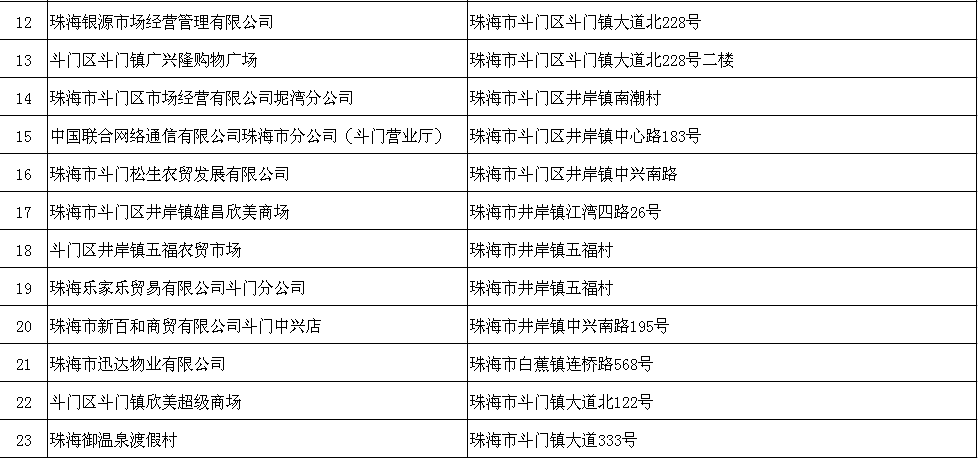 12 珠海银源市场经营管理有限公司 珠海市斗门区斗门镇大道北228号
13 斗门区斗门镇广兴隆购物广场 珠海市斗门区斗门镇大道北228号二楼
14 珠海市斗门区市场经营有限公司坭湾分公司 珠海市斗门区井岸镇南潮村
15 中国联合网络通信有限公司珠海市分公司（斗门营业厅） 珠海市斗门区井岸镇中心路183号
16 珠海市斗门松生农贸发展有限公司 珠海市斗门区井岸镇中兴南路
17 珠海市斗门区井岸镇雄昌欣美商场 珠海市井岸镇江湾四路26号
18 斗门区井岸镇五福农贸市场 珠海市井岸镇五福村
19 珠海乐家乐贸易有限公司斗门分公司 珠海市井岸镇五福村
20 珠海市新百和商贸有限公司斗门中兴店 珠海市井岸镇中兴南路195号
21 珠海市迅达物业有限公司 珠海市白蕉镇连桥路568号
22 斗门区斗门镇欣美超级商场 珠海市斗门镇大道北122号
23 珠海御温泉渡假村 珠海市斗门镇大道333号